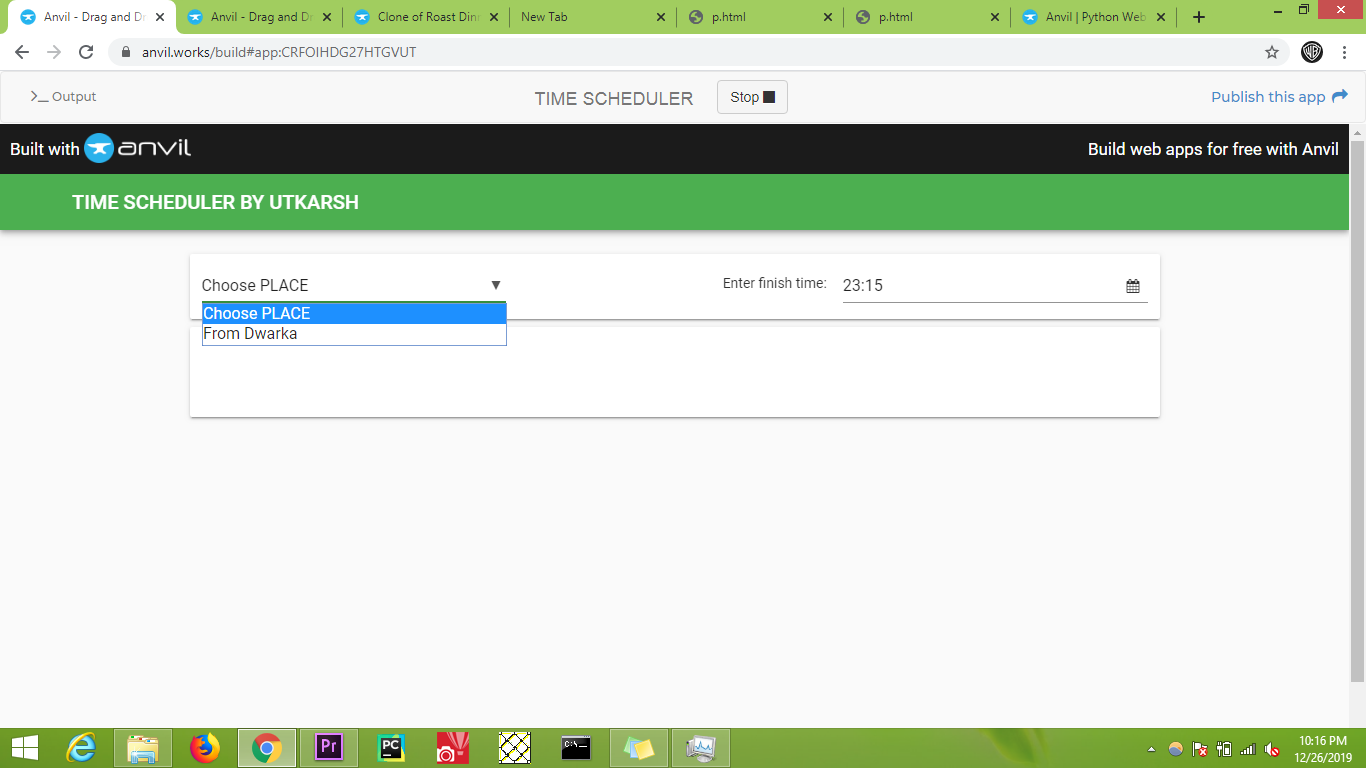 Anvil - Drag and Dr
Anvil - Drag and Dr
Clone of Roast Dinn
New Tab
p.html
p.html
Anvil | Python Web
anvil.works/build#app:CRFOIHDG27HTGVUT
>_ Output
TIME SCHEDULER
Stop
Publish this app
Built with anvil
Build web apps for free with Anvil
TIME SCHEDULER BY UTKARSH
Choose PLACE
Enter finish time:
23:15
Choose PLACE
From Dwarka
Pr
PC
C:\
10:16 PM
12/26/2019